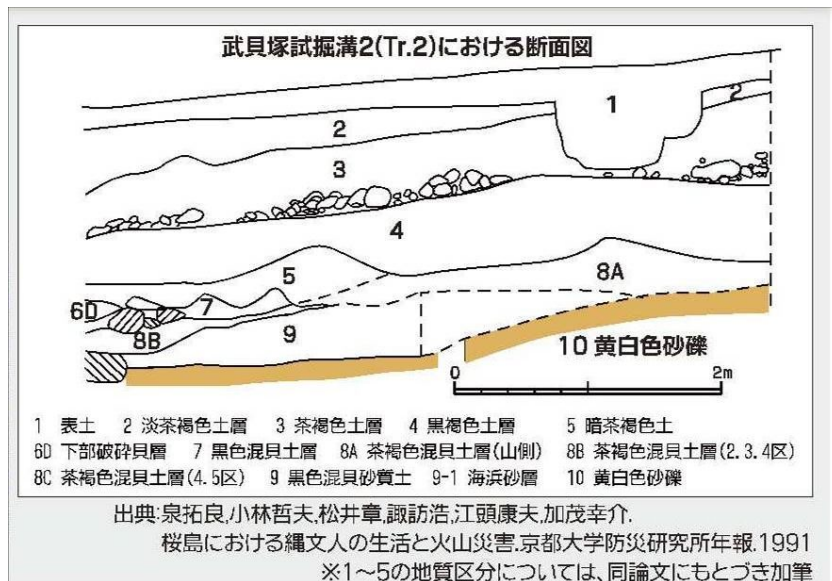 武貝塚試掘溝2(Tr.2)における断面図
1
2
2
3
4
5
8A
6D
7
8B
9
10 黄白色砂礫
0 2m
1 表土 2 淡茶褐色土層 3 茶褐色土層 4 黒褐色土層 5 暗茶褐色土
6D 下部破砕貝層 7 黒色混貝土層 8A 茶褐色混貝土層(山側) 8B 茶褐色混貝土層(2.3.4区)
8C 茶褐色混貝土層(4.5区) 9 黒色混貝砂質土 9-1 海浜砂層 10 黄白色砂礫
出典:泉拓良,小林哲夫,松井章,諏訪浩,江頭康夫,加茂幸介.
桜島における縄文人の生活と火山災害.京都大学防災研究所年報.1991
※1~5の地質区分については、同論文にもとづき加筆